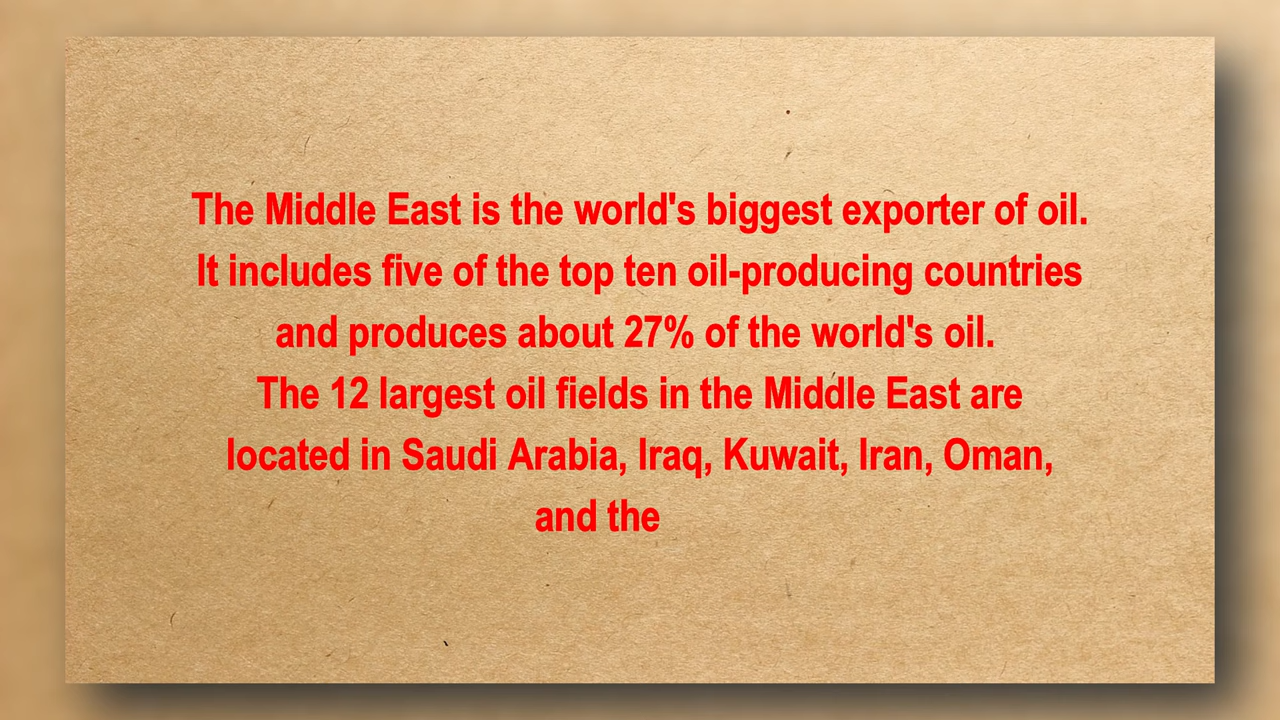 The Middle East is the world's biggest exporter of oil.
It includes five of the top ten oil-producing countries
and produces about 27% of the world's oil.
The 12 largest oil fields in the Middle East are
located in Saudi Arabia, Iraq, Kuwait, Iran, Oman,
and the